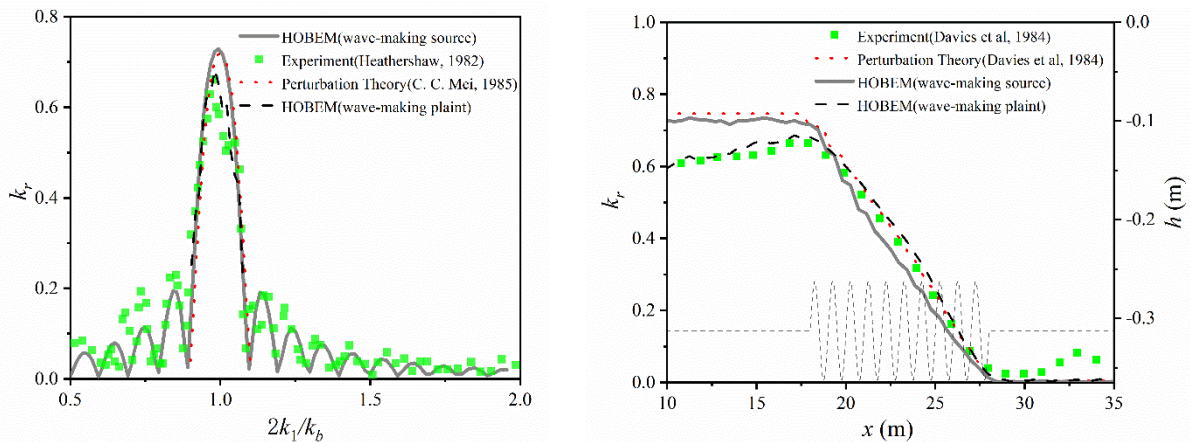 0.8
0.6
0.4
0.2
0.0
k_r
HOBEM(wave-making source)
Experiment(Heathershaw, 1982)
Perturbation Theory(C. C. Mei, 1985)
HOBEM(wave-making plaint)
0.5
1.0
1.5
2.0
2k_1/k_b
1.0
0.8
0.6
0.4
0.2
0.0
k_r
Experiment(Davies et al, 1984)
Perturbation Theory(Davies et al, 1984)
HOBEM(wave-making source)
HOBEM(wave-making plaint)
0.0
-0.1
-0.2
-0.3
h (m)
10
15
20
25
30
35
x (m)